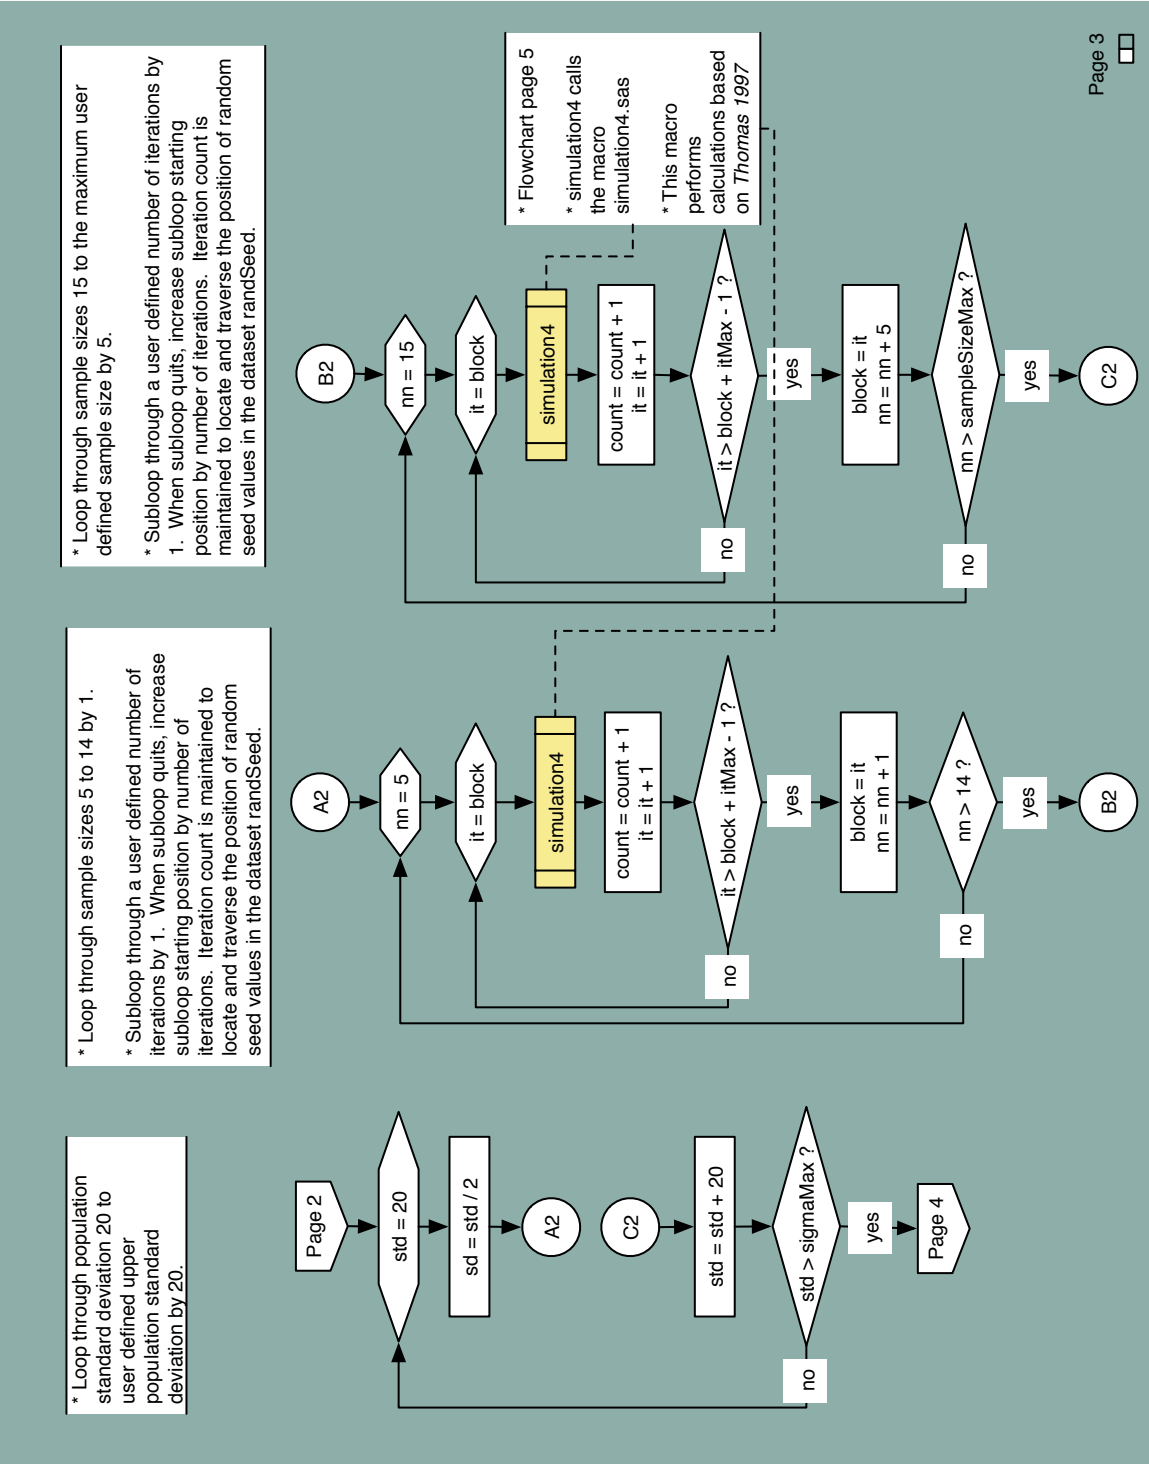 * Loop through population
standard deviation 20 to
user defined upper
population standard
deviation by 20.
Page 2
std = 20
sd = std / 2
A2
C2
std = std + 20
std > sigmaMax ?
no
yes
Page 4
* Loop through sample sizes 5 to 14 by 1.
* Subloop through a user defined number of
iterations by 1. When subloop quits, increase
subloop starting position by number of
iterations. Iteration count is maintained to
locate and traverse the position of random
seed values in the dataset randSeed.
A2
nn = 5
it = block
simulation4
count = count + 1
it = it + 1
it > block + itMax - 1 ?
no
yes
block = it
nn = nn + 1
nn > 14 ?
no
yes
B2
* Loop through sample sizes 15 to the maximum user
defined sample size by 5.
* Subloop through a user defined number of iterations by
1. When subloop quits, increase subloop starting
position by number of iterations. Iteration count is
maintained to locate and traverse the position of random
seed values in the dataset randSeed.
B2
nn = 15
it = block
simulation4
count = count + 1
it = it + 1
it > block + itMax - 1 ?
no
yes
block = it
nn = nn + 5
nn > sampleSizeMax ?
no
yes
C2
* Flowchart page 5
* simulation4 calls
the macro
simulation4.sas
* This macro
performs
calculations based
on Thomas 1997
Page 3